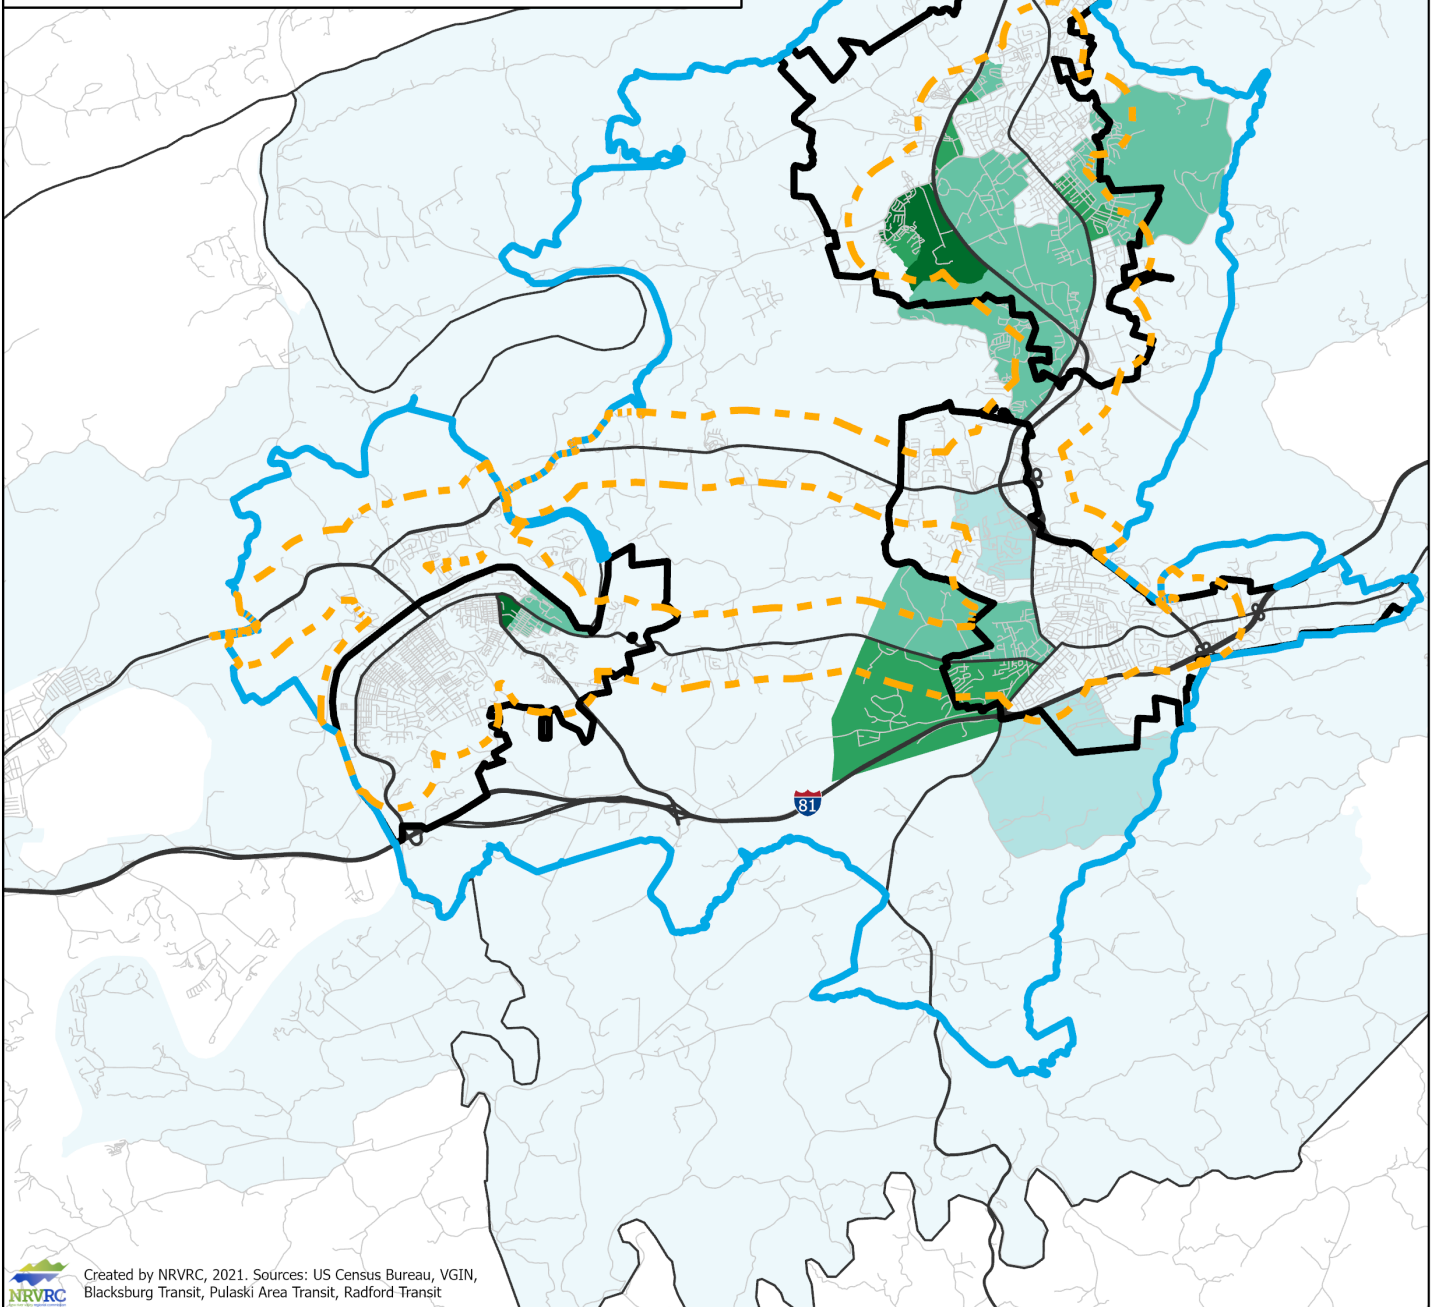 81
Created by NRVRC, 2021. Sources: US Census Bureau, VGIN,
Blacksburg Transit, Pulaski Area Transit, Radford Transit
NRVRC